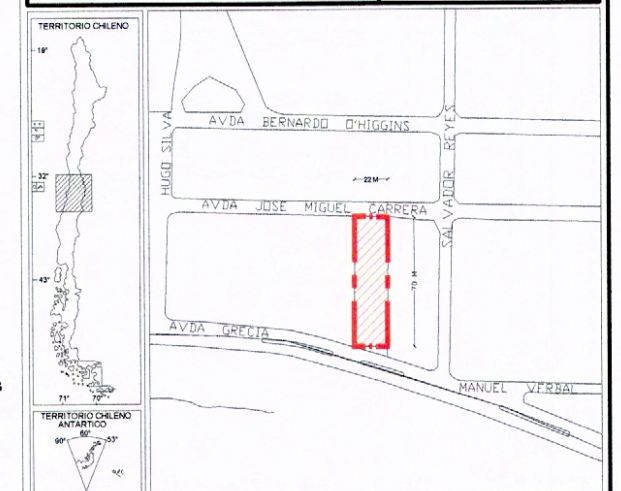 TERRITORIO CHILENO
19°
32°
43°
71° 70°
TERRITORIO CHILENO
ANTARTICO
90° 60° 53°
HUGO SILVA
AVDA BERNARDO O'HIGGINS
SALVADOR REYES
22 M
AVDA JOSE MIGUEL CARRERA
70 M
AVDA GRECIA
MANUEL VERBAL